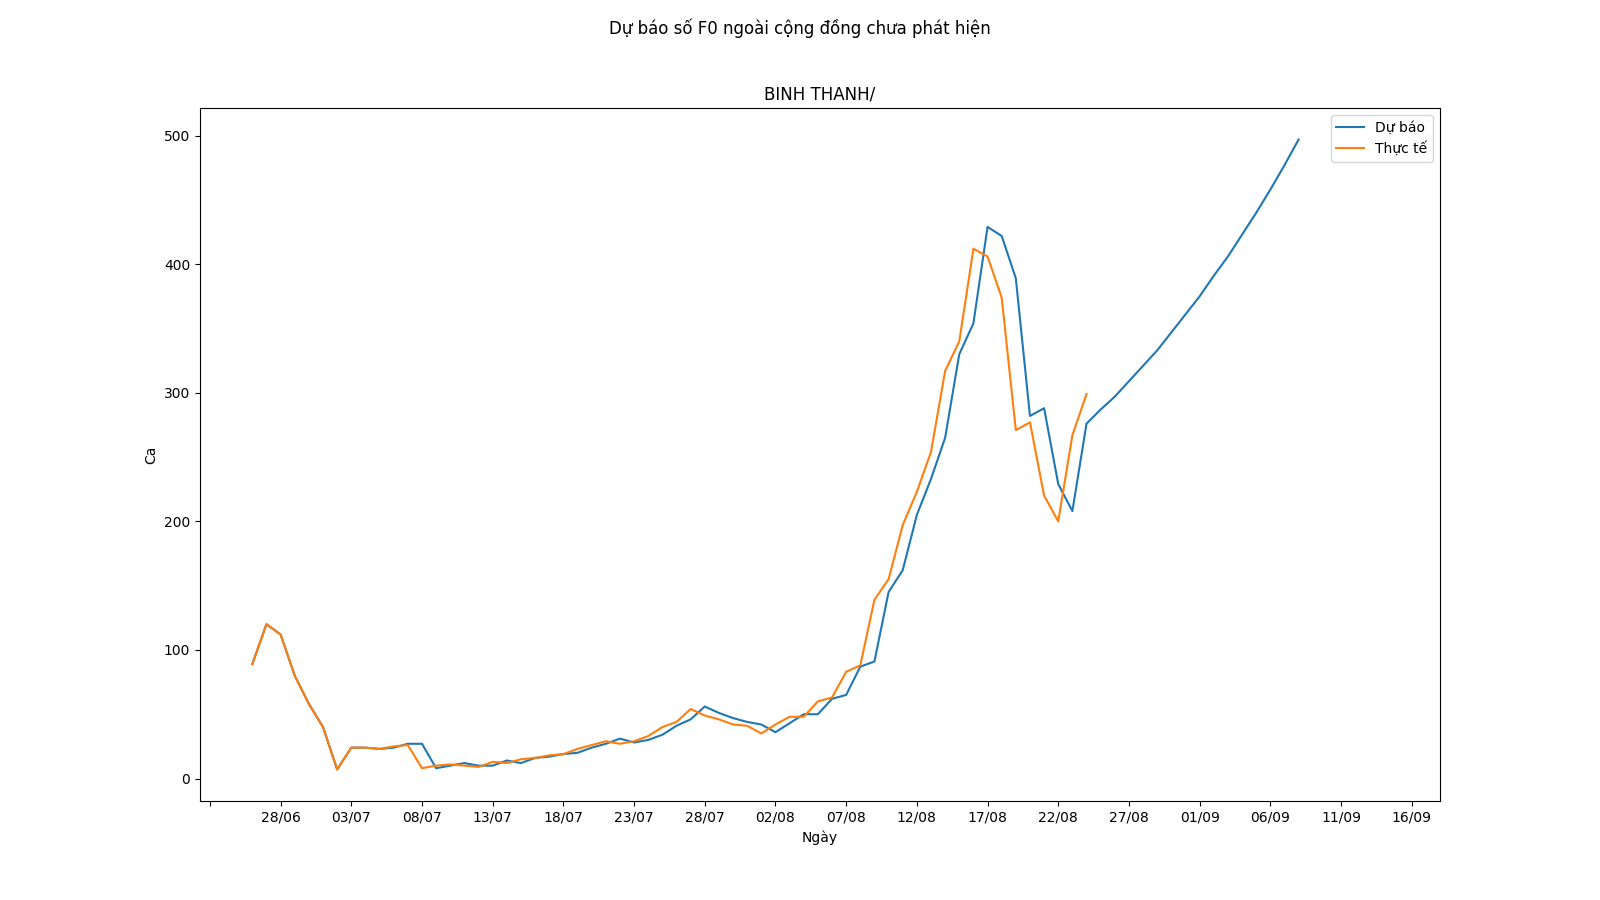 Dự báo số F0 ngoài cộng đồng chưa phát hiện
BINH THANH/
Dự báo
Thực tế
500
400
300
200
100
0
Ca
28/06 03/07 08/07 13/07 18/07 23/07 28/07 02/08 07/08 12/08 17/08 22/08 27/08 01/09 06/09 11/09 16/09
Ngày